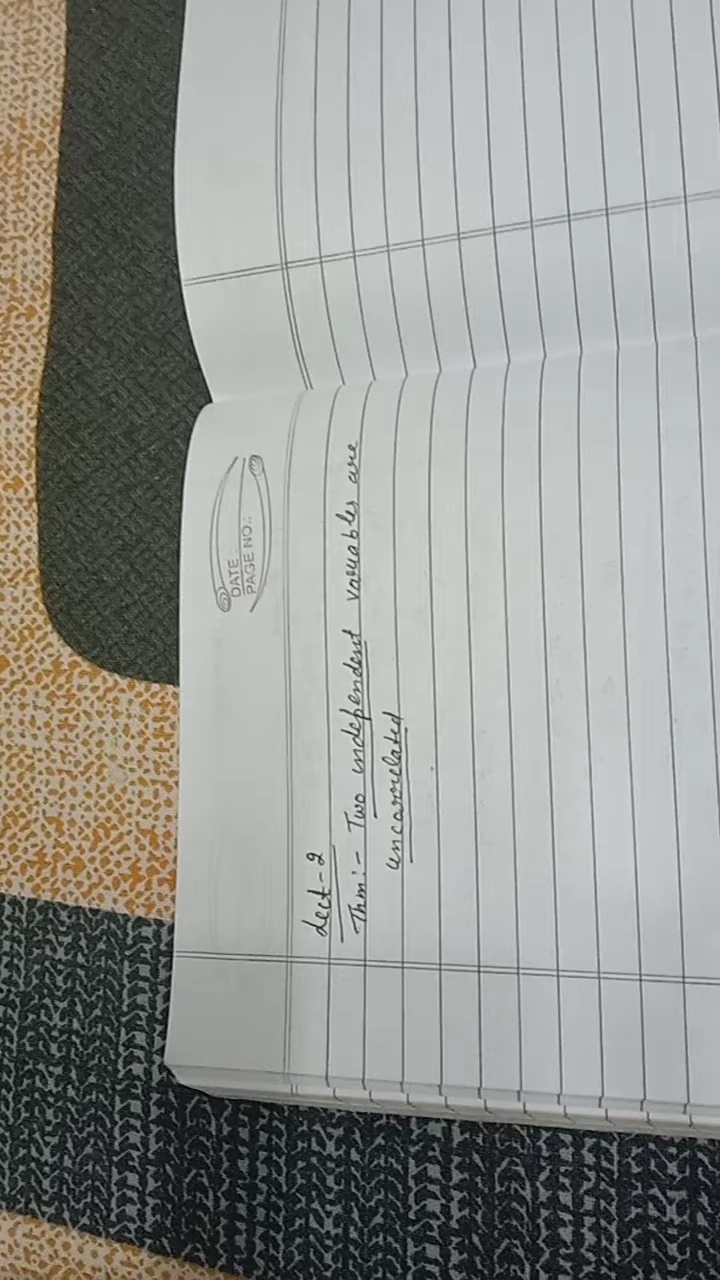 DATE:
PAGE NO.:
Lect-2
Thm:- Two independent variables are
uncorrelated